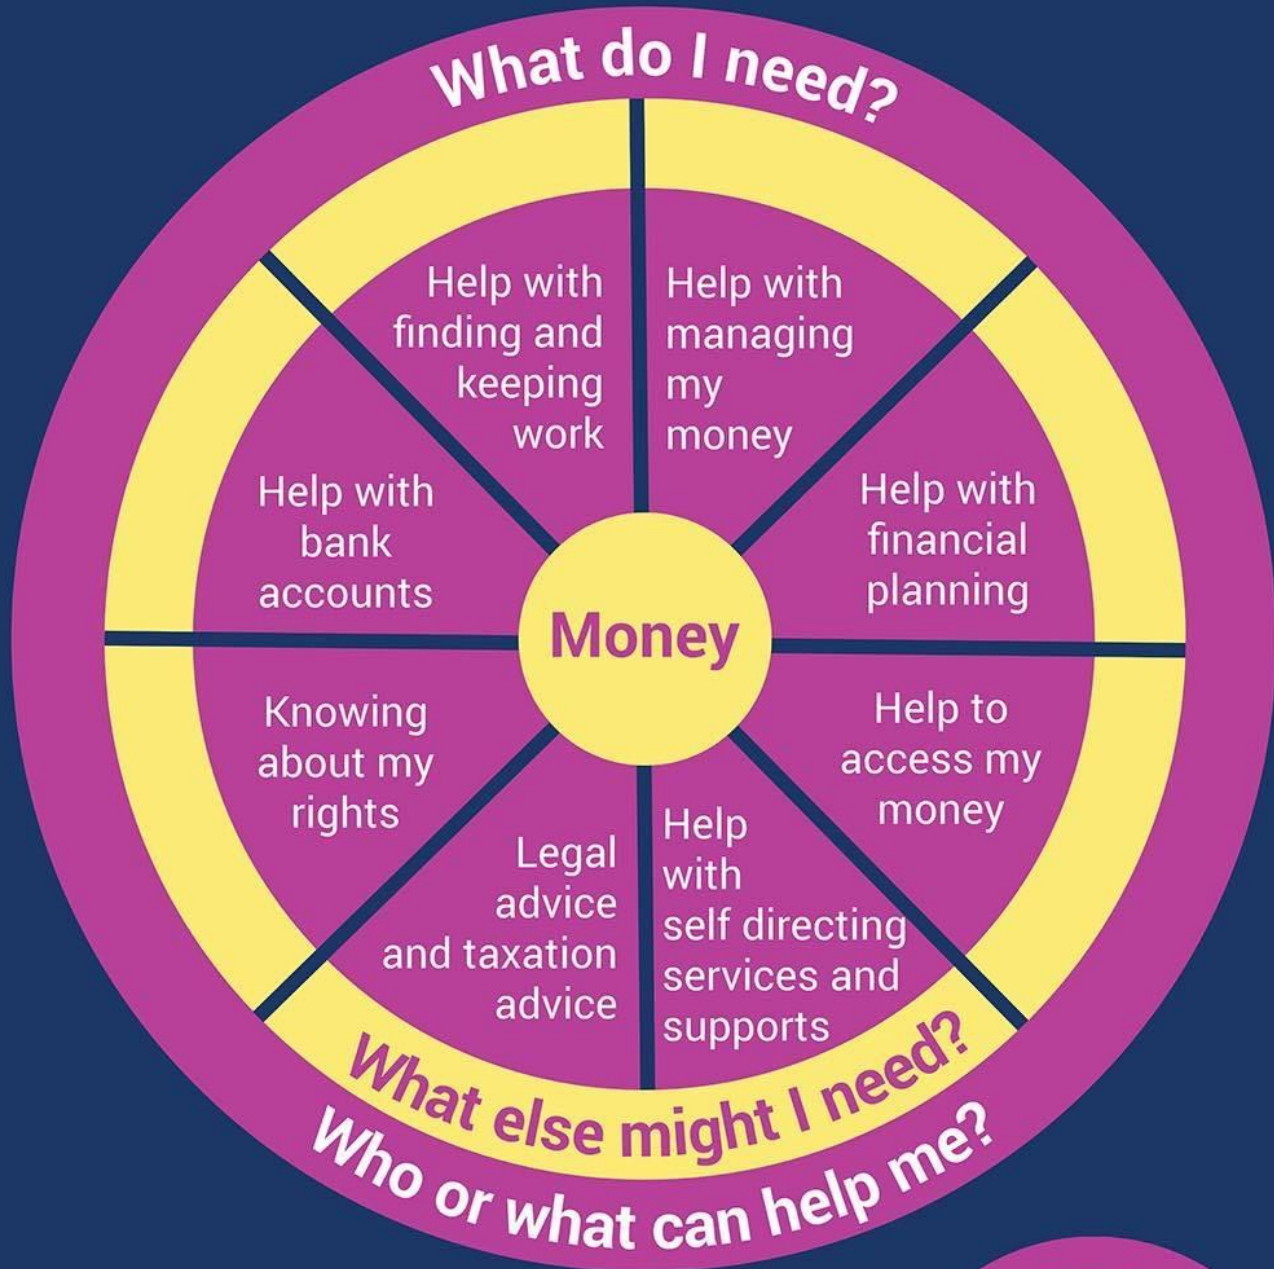 What do I need?
Help with
finding and
keeping
work
Help with
managing
my
money
Help with
bank
accounts
Help with
financial
planning
Money
Knowing
about my
rights
Help to
access my
money
Legal
advice
and taxation
advice
Help
with
self directing
services and
supports
What else might I need?
Who or what can help me?